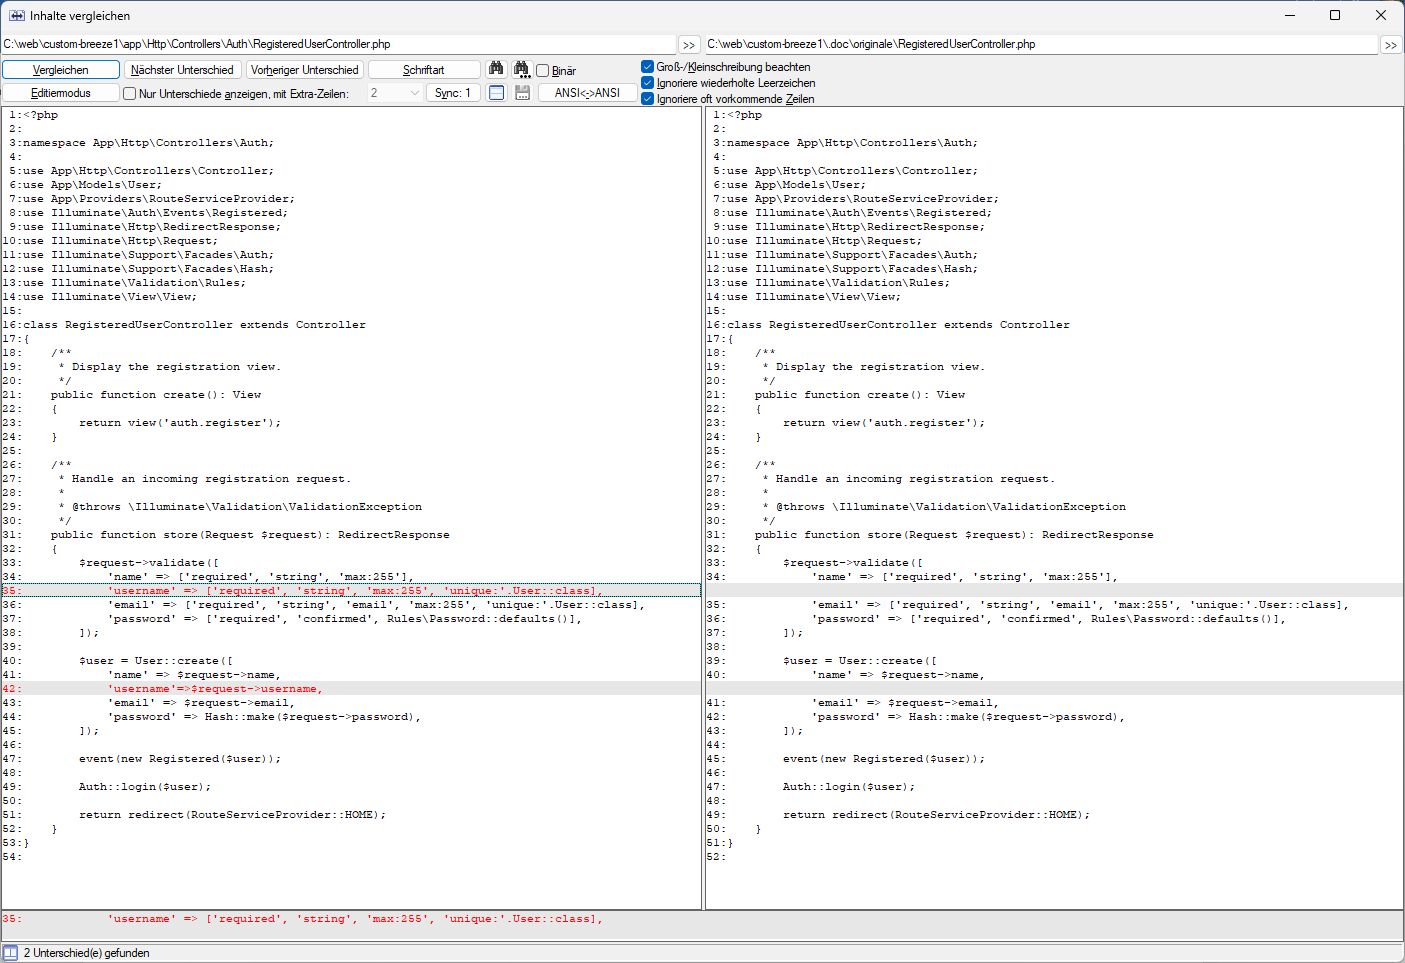 Inhalte vergleichen
C:\web\custom-breeze1\app\Http\Controllers\Auth\RegisteredUserController.php
>>
C:\web\custom-breeze1\.doc\originale\RegisteredUserController.php
>>
Vergleichen
Nächster Unterschied
Vorheriger Unterschied
Schriftart
Binär
Groß-/Kleinschreibung beachten
Ignoriere wiederholte Leerzeichen
Editiermodus
Nur Unterschiede anzeigen, mit Extra-Zeilen:
2
Sync: 1
ANSI<->ANSI
Ignoriere oft vorkommende Zeilen
1:<?php
2:
3:namespace App\Http\Controllers\Auth;
4:
5:use App\Http\Controllers\Controller;
6:use App\Models\User;
7:use App\Providers\RouteServiceProvider;
8:use Illuminate\Auth\Events\Registered;
9:use Illuminate\Http\RedirectResponse;
10:use Illuminate\Http\Request;
11:use Illuminate\Support\Facades\Auth;
12:use Illuminate\Support\Facades\Hash;
13:use Illuminate\Validation\Rules;
14:use Illuminate\View\View;
15:
16:class RegisteredUserController extends Controller
17:{
18:    /**
19:     * Display the registration view.
20:     */
21:    public function create(): View
22:    {
23:        return view('auth.register');
24:    }
25:
26:    /**
27:     * Handle an incoming registration request.
28:     *
29:     * @throws \Illuminate\Validation\ValidationException
30:     */
31:    public function store(Request $request): RedirectResponse
32:    {
33:        $request->validate([
34:            'name' => ['required', 'string', 'max:255'],
35:            'username' => ['required', 'string', 'max:255', 'unique:'.User::class],
36:            'email' => ['required', 'string', 'email', 'max:255', 'unique:'.User::class],
37:            'password' => ['required', 'confirmed', Rules\Password::defaults()],
38:        ]);
39:
40:        $user = User::create([
41:            'name' => $request->name,
42:            'username'=>$request->username,
43:            'email' => $request->email,
44:            'password' => Hash::make($request->password),
45:        ]);
46:
47:        event(new Registered($user));
48:
49:        Auth::login($user);
50:
51:        return redirect(RouteServiceProvider::HOME);
52:    }
53:}
54:
1:<?php
2:
3:namespace App\Http\Controllers\Auth;
4:
5:use App\Http\Controllers\Controller;
6:use App\Models\User;
7:use App\Providers\RouteServiceProvider;
8:use Illuminate\Auth\Events\Registered;
9:use Illuminate\Http\RedirectResponse;
10:use Illuminate\Http\Request;
11:use Illuminate\Support\Facades\Auth;
12:use Illuminate\Support\Facades\Hash;
13:use Illuminate\Validation\Rules;
14:use Illuminate\View\View;
15:
16:class RegisteredUserController extends Controller
17:{
18:    /**
19:     * Display the registration view.
20:     */
21:    public function create(): View
22:    {
23:        return view('auth.register');
24:    }
25:
26:    /**
27:     * Handle an incoming registration request.
28:     *
29:     * @throws \Illuminate\Validation\ValidationException
30:     */
31:    public function store(Request $request): RedirectResponse
32:    {
33:        $request->validate([
34:            'name' => ['required', 'string', 'max:255'],
35:            'email' => ['required', 'string', 'email', 'max:255', 'unique:'.User::class],
36:            'password' => ['required', 'confirmed', Rules\Password::defaults()],
37:        ]);
38:
39:        $user = User::create([
40:            'name' => $request->name,
41:            'email' => $request->email,
42:            'password' => Hash::make($request->password),
43:        ]);
44:
45:        event(new Registered($user));
46:
47:        Auth::login($user);
48:
49:        return redirect(RouteServiceProvider::HOME);
50:    }
51:}
52:
35:            'username' => ['required', 'string', 'max:255', 'unique:'.User::class],
2 Unterschied(e) gefunden